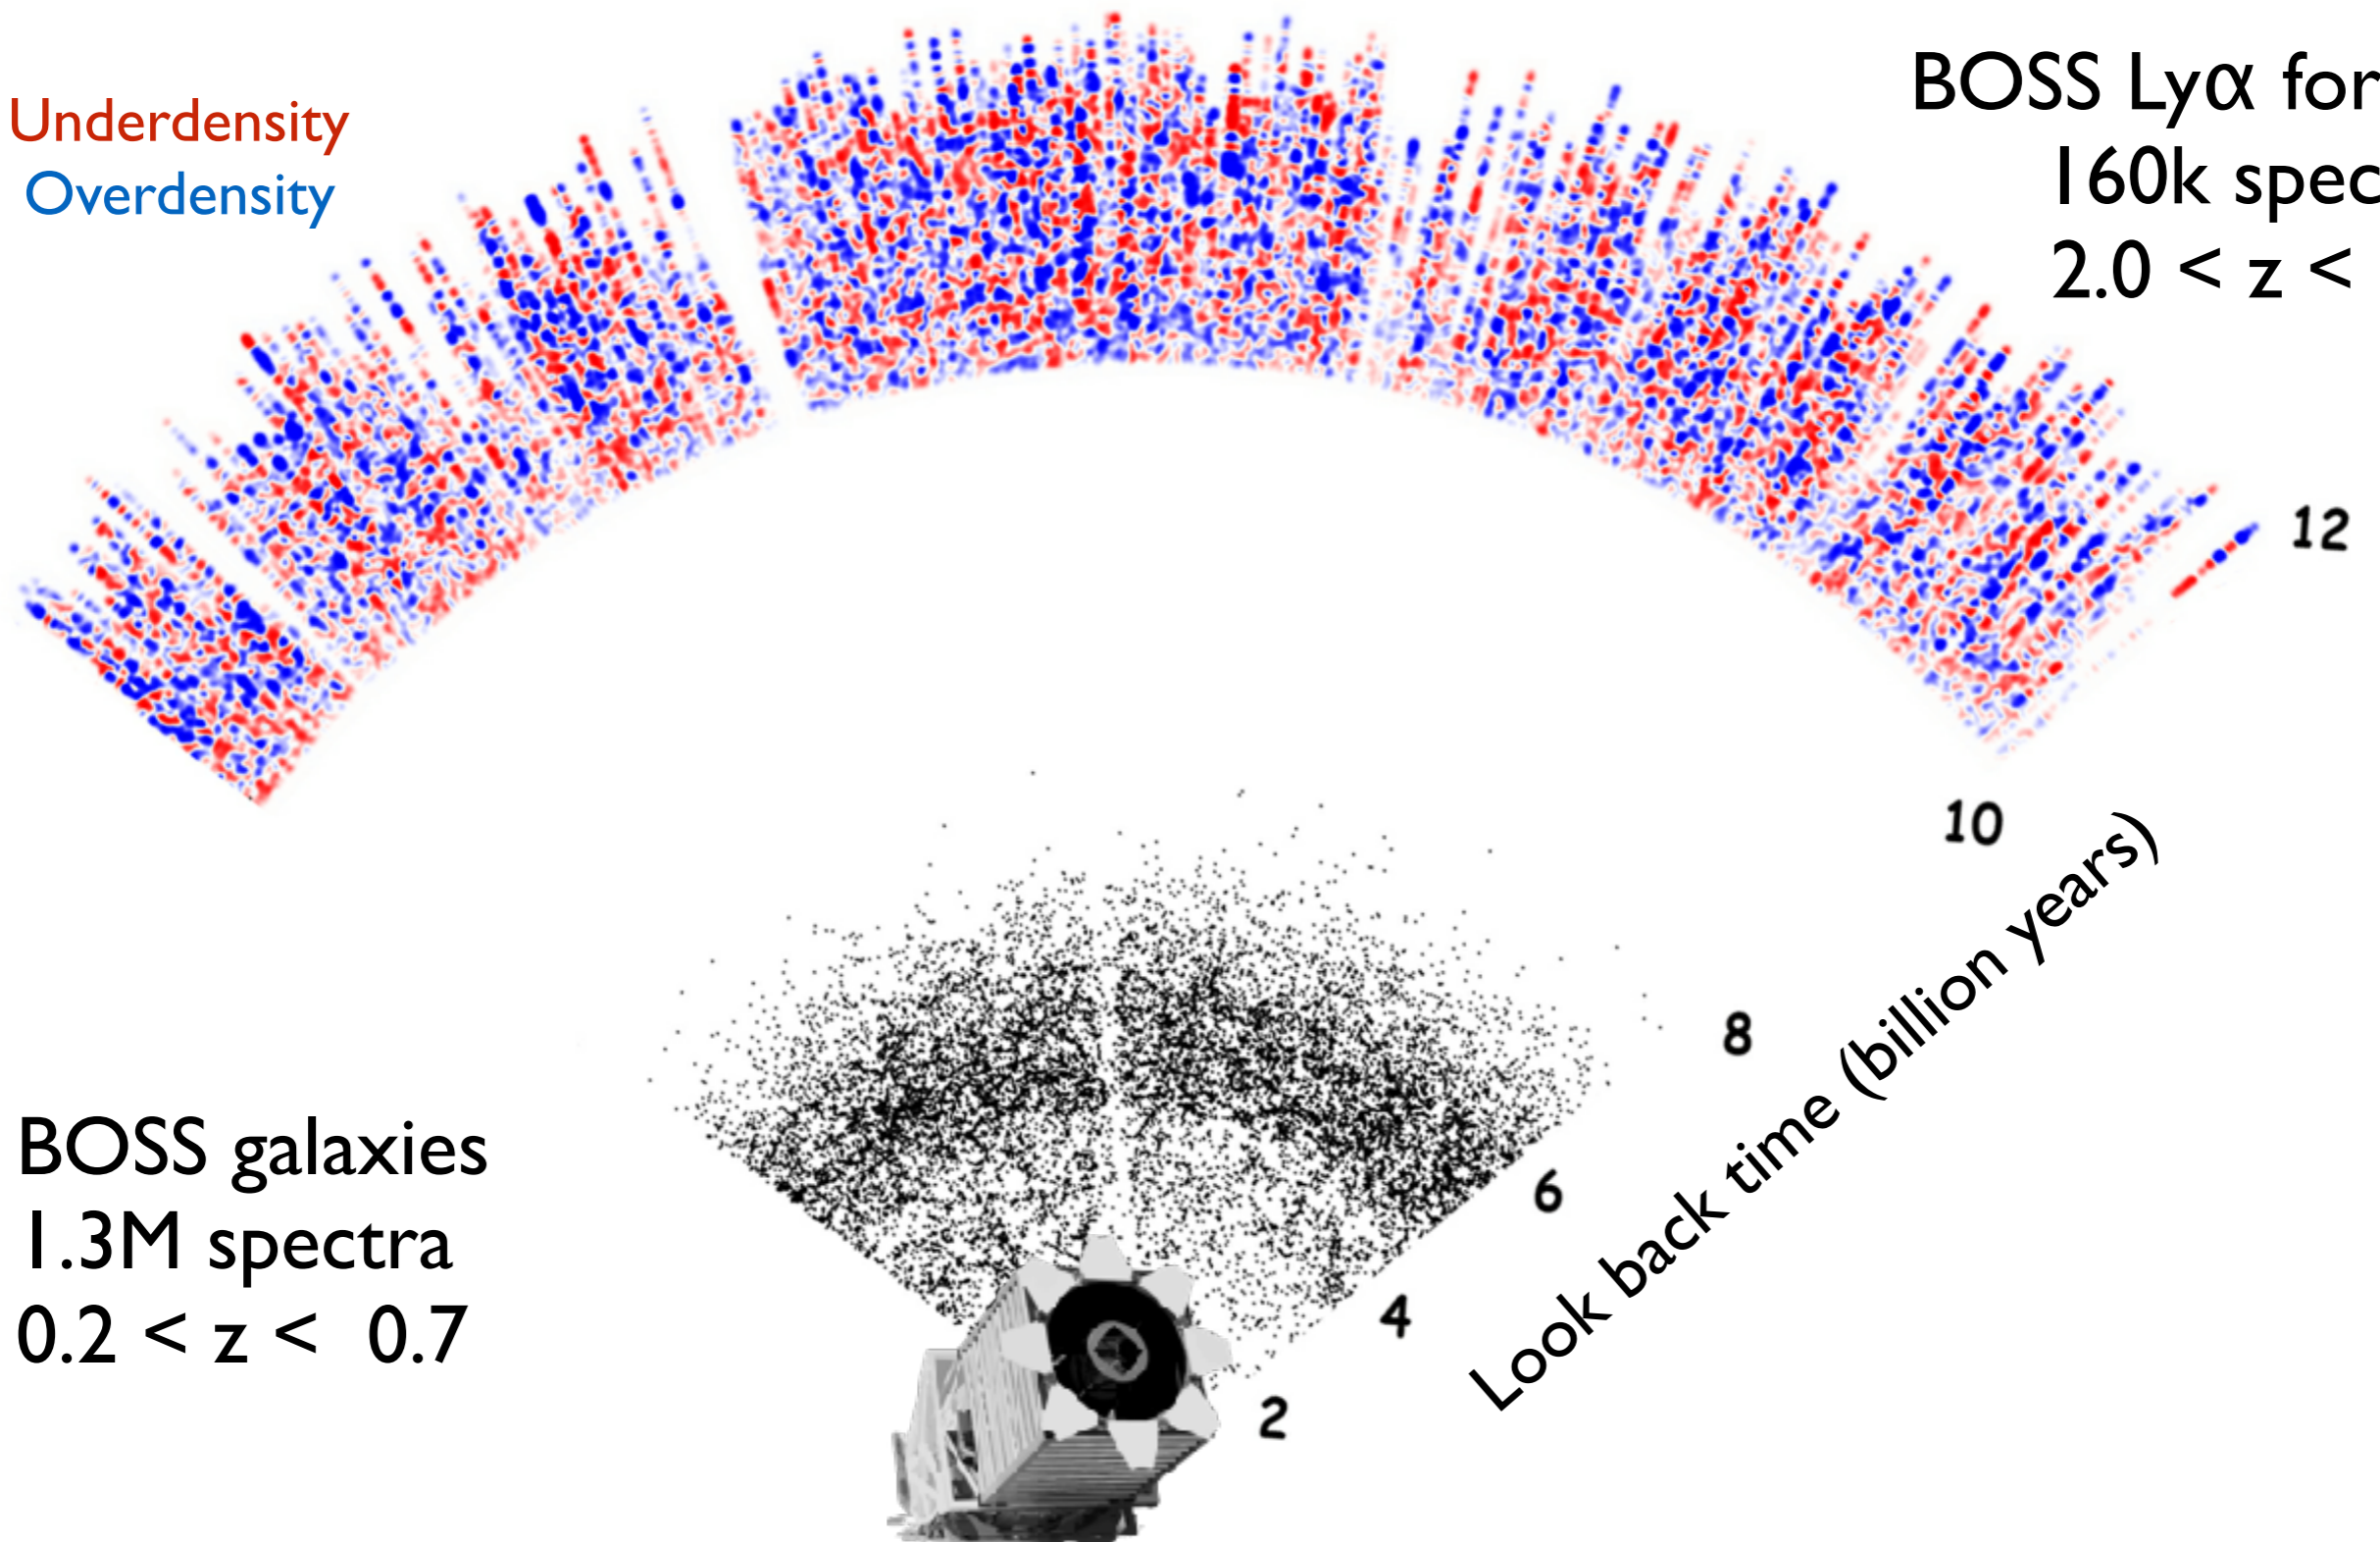 Underdensity
Overdensity
BOSS Lyα for
160k spec
2.0 < z <
12
10
8
6
4
2
Look back time (billion years)
BOSS galaxies
1.3M spectra
0.2 < z < 0.7